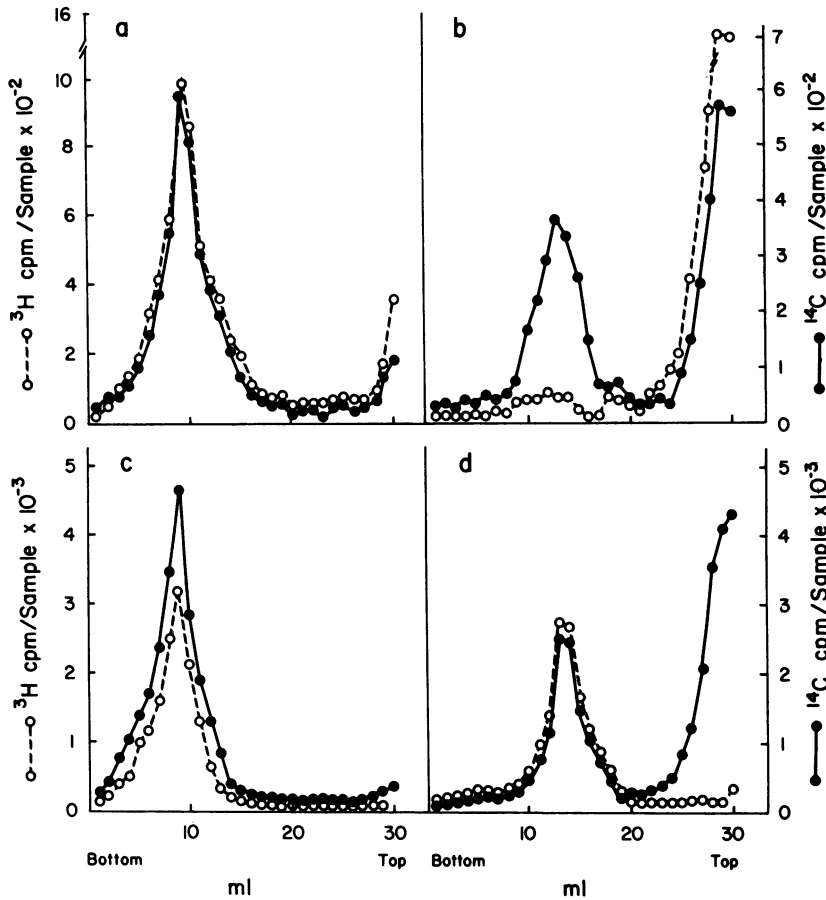 16
a
b
7
10
6
8
5
6
4
3
4
2
2
1
0
0
o----o ³H cpm/Sample x 10⁻²
●—● ¹⁴C cpm/Sample x 10⁻²
c
d
5
5
4
4
3
3
2
2
1
1
0
0
o----o ³H cpm/Sample x 10⁻³
●—● ¹⁴C cpm/Sample x 10⁻³
10 20 30
10 20 30
Bottom Top
Bottom Top
ml
ml